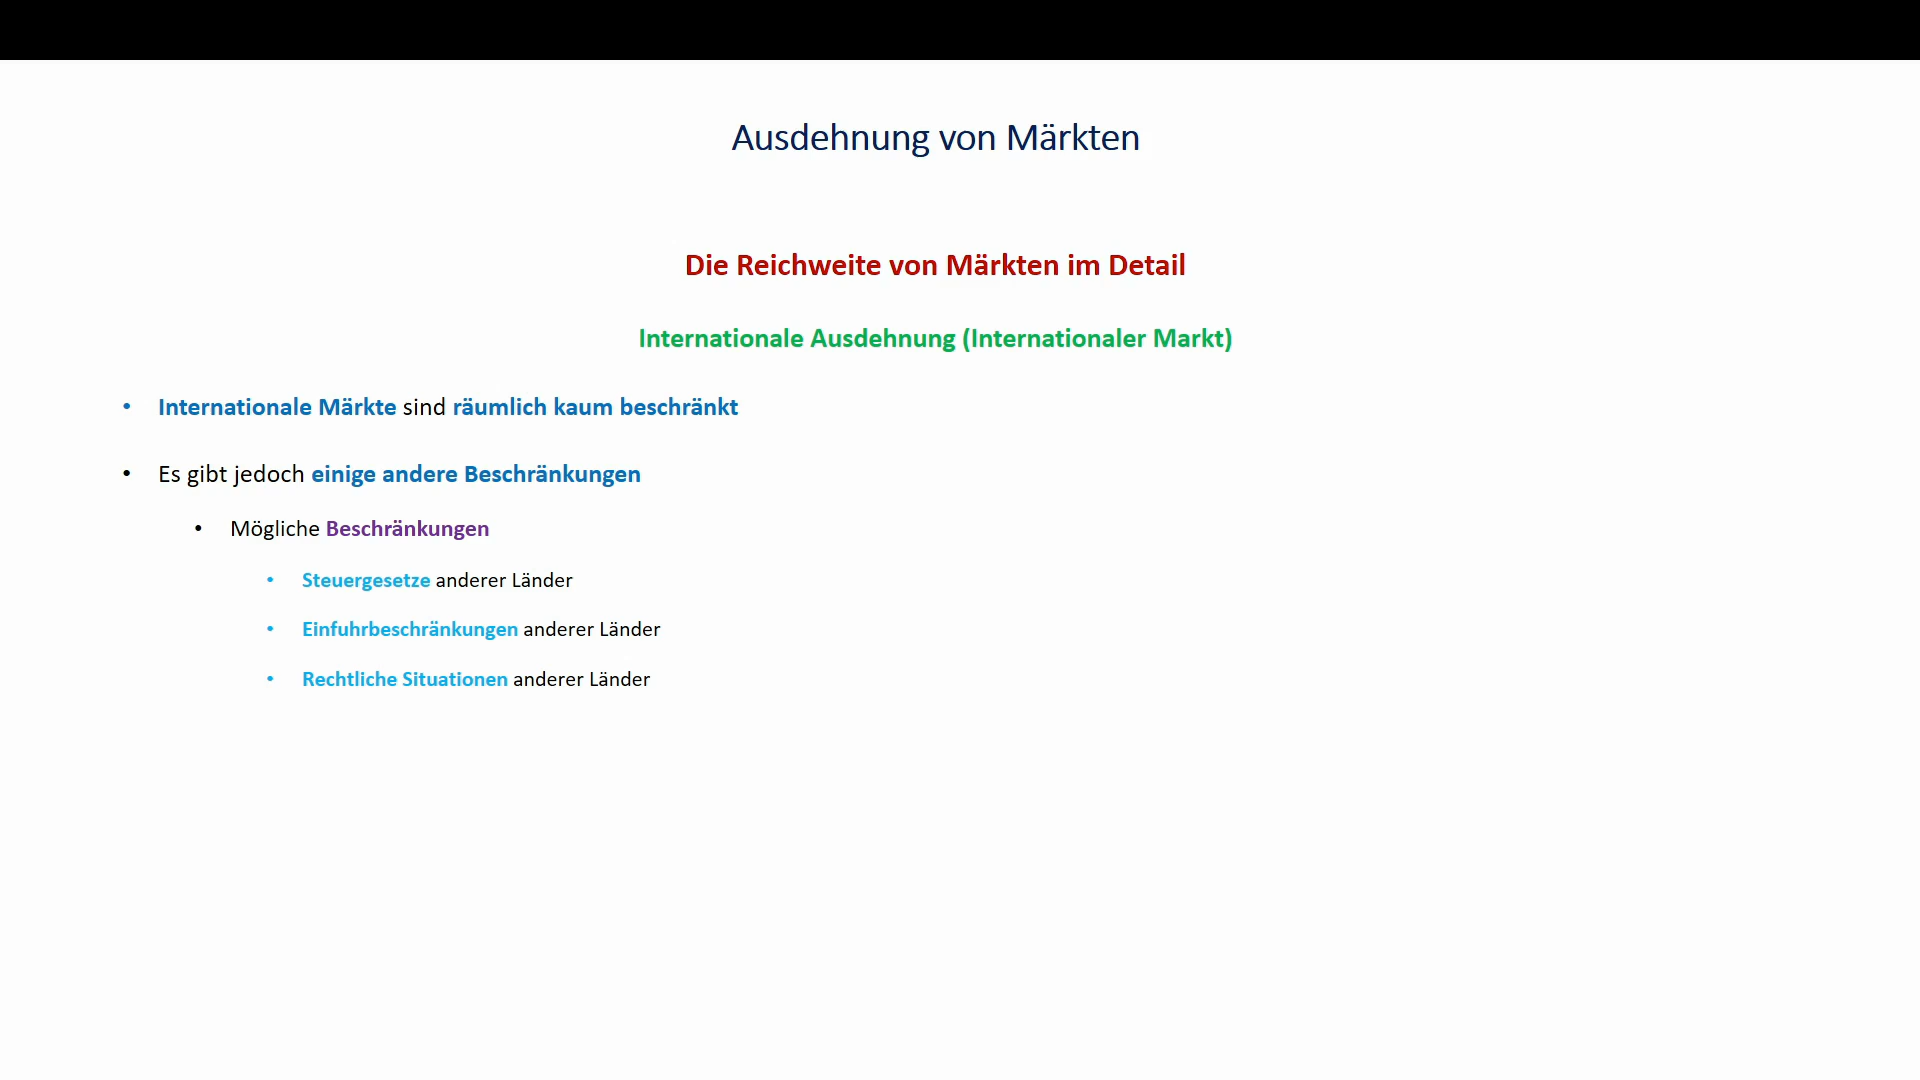 Ausdehnung von Märkten
Die Reichweite von Märkten im Detail
Internationale Ausdehnung (Internationaler Markt)
• Internationale Märkte sind räumlich kaum beschränkt
• Es gibt jedoch einige andere Beschränkungen
• Mögliche Beschränkungen
• Steuergesetze anderer Länder
• Einfuhrbeschränkungen anderer Länder
• Rechtliche Situationen anderer Länder